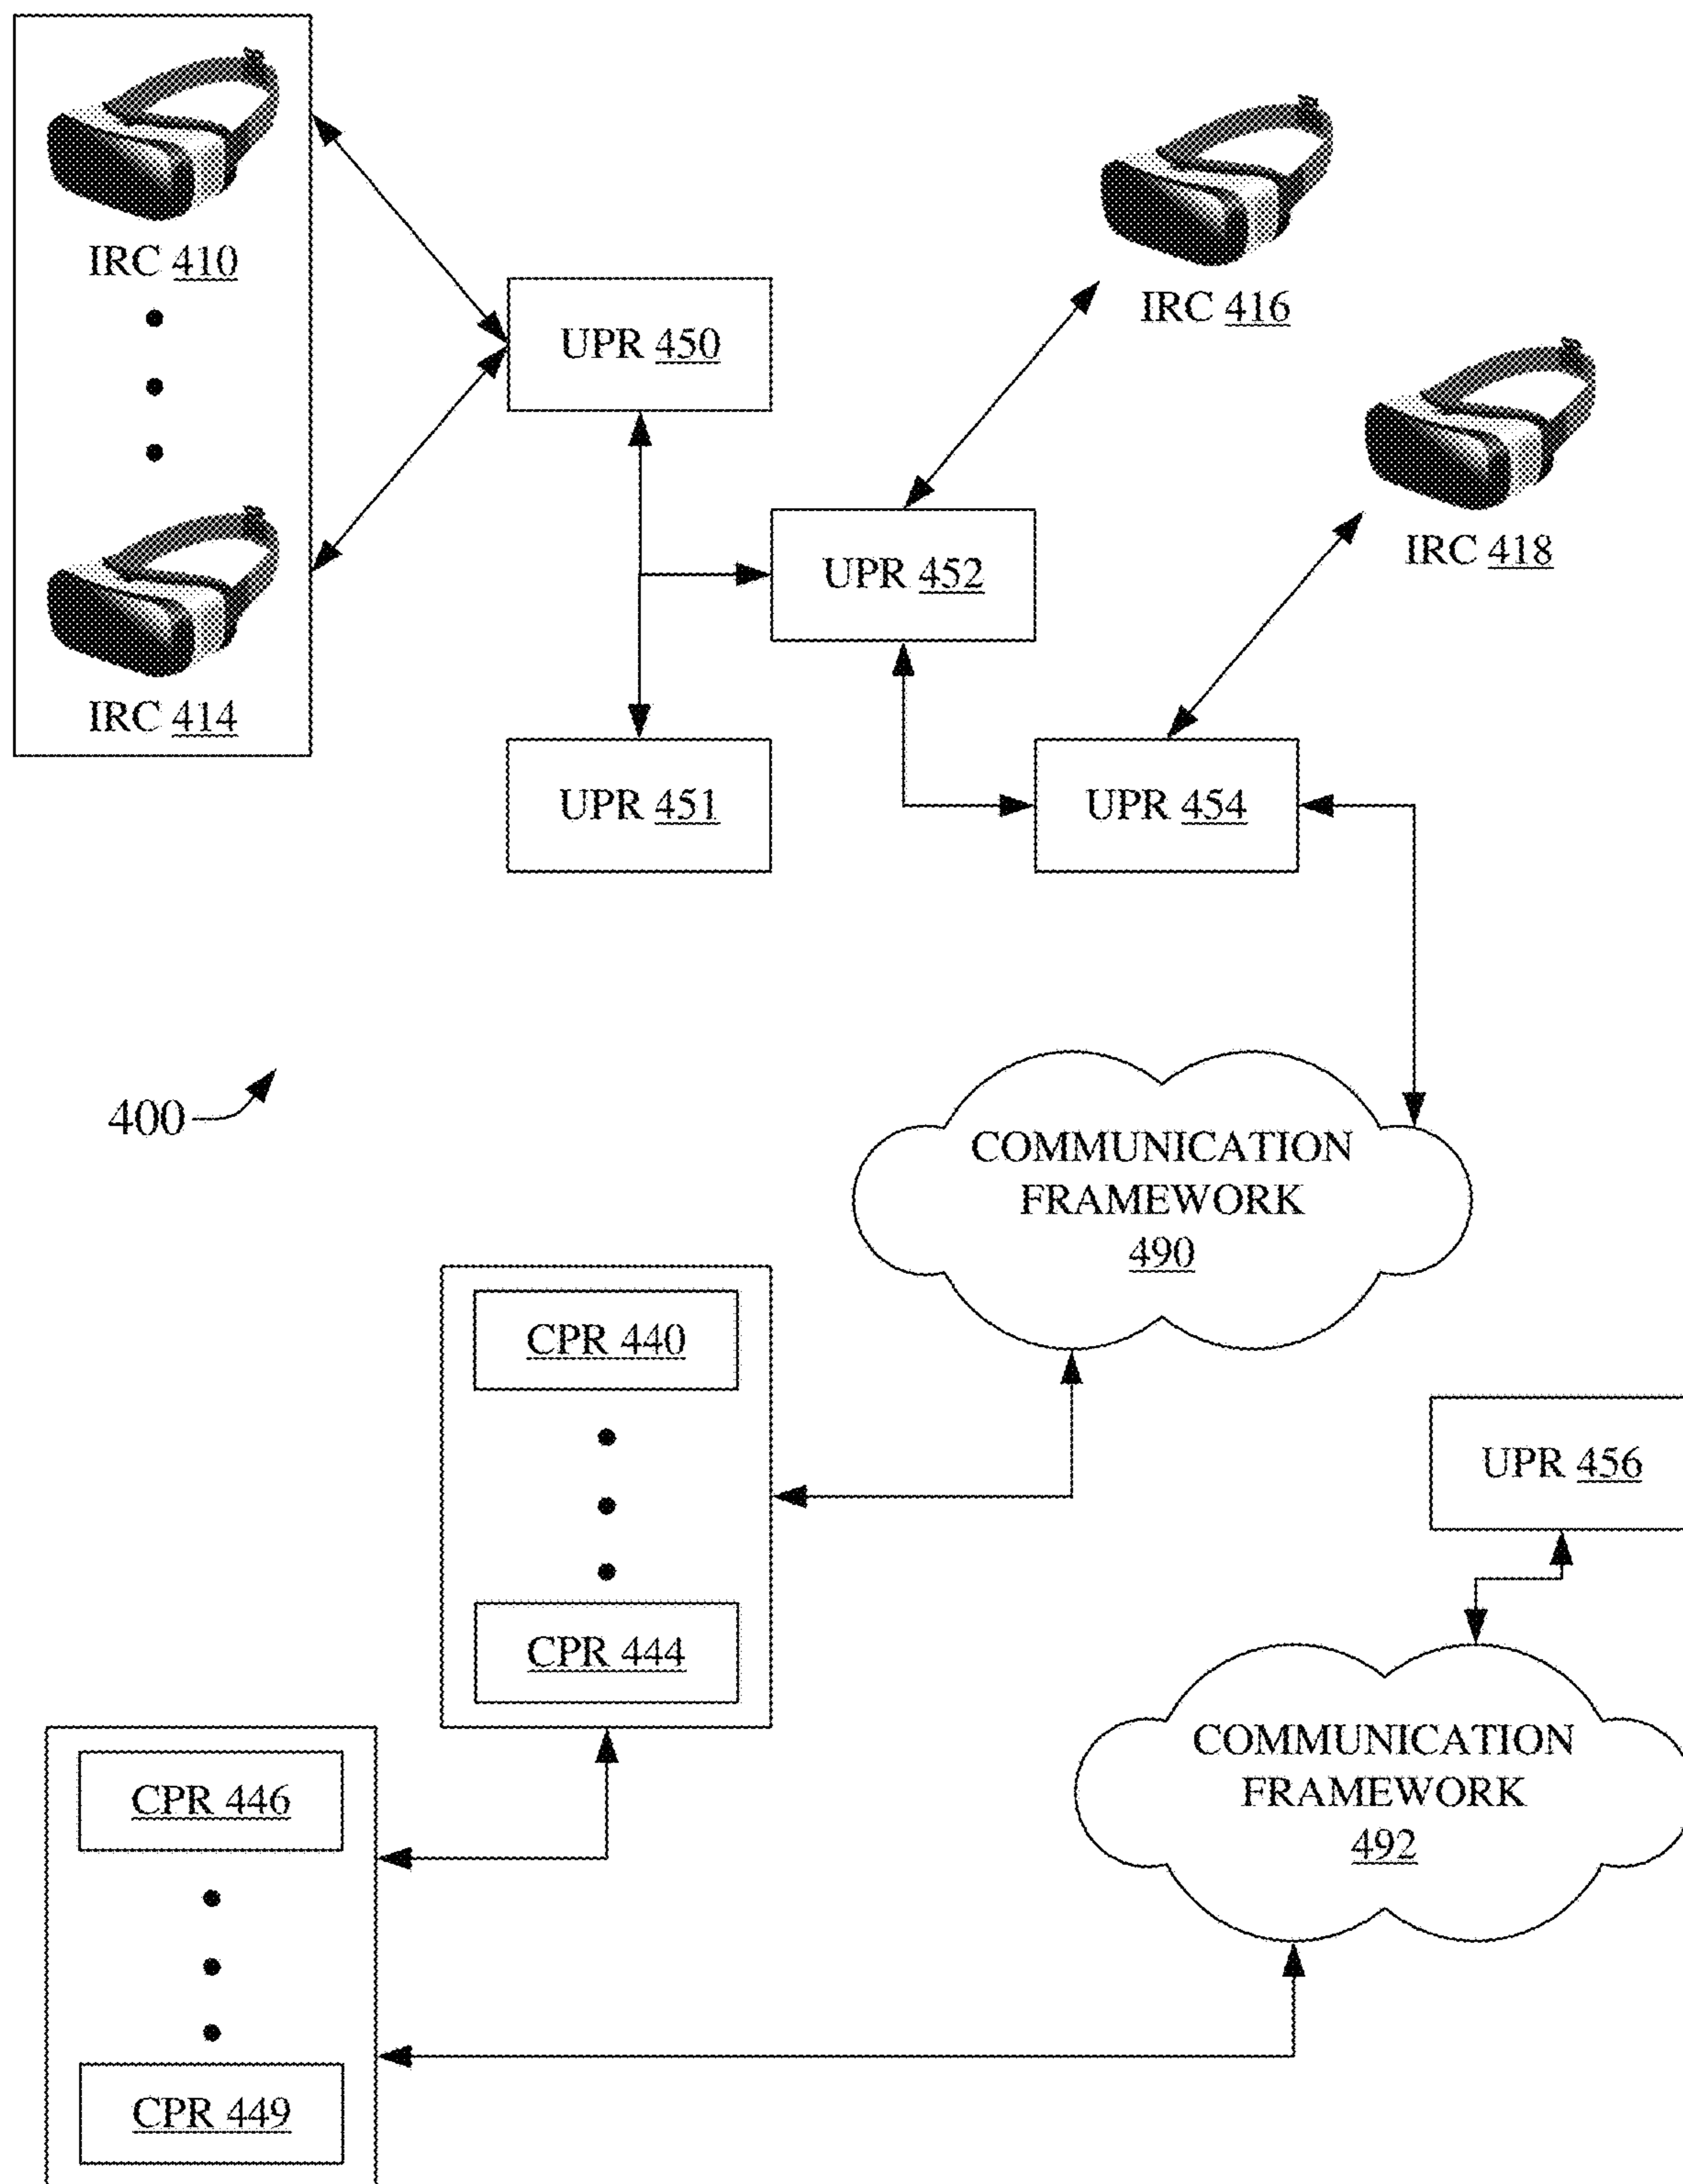 IRC 410
IRC 416
UPR 450
IRC 418
UPR 452
IRC 414
UPR 451
UPR 454
400
COMMUNICATION
FRAMEWORK
490
CPR 440
UPR 456
CPR 444
COMMUNICATION
FRAMEWORK
492
CPR 446
CPR 449